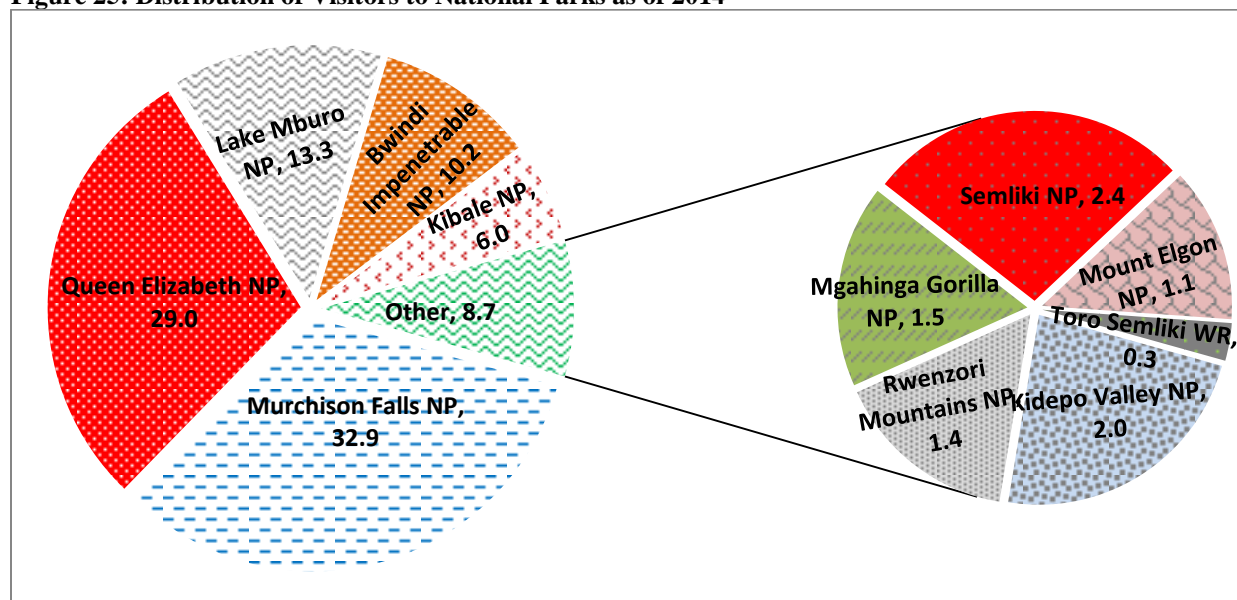 Figure 25: Distribution of Visitors to National Parks as of 2014
Lake Mburo
NP, 13.3
Bwindi
Impenetrable
NP, 10.2
Kibale NP,
6.0
Queen Elizabeth NP,
29.0
Other, 8.7
Murchison Falls NP,
32.9
Semliki NP, 2.4
Mount Elgon
NP, 1.1
Mgahinga Gorilla
NP, 1.5
Toro Semliki WR,
0.3
Rwenzori
Mountains NP
1.4
Kidepo Valley NP,
2.0